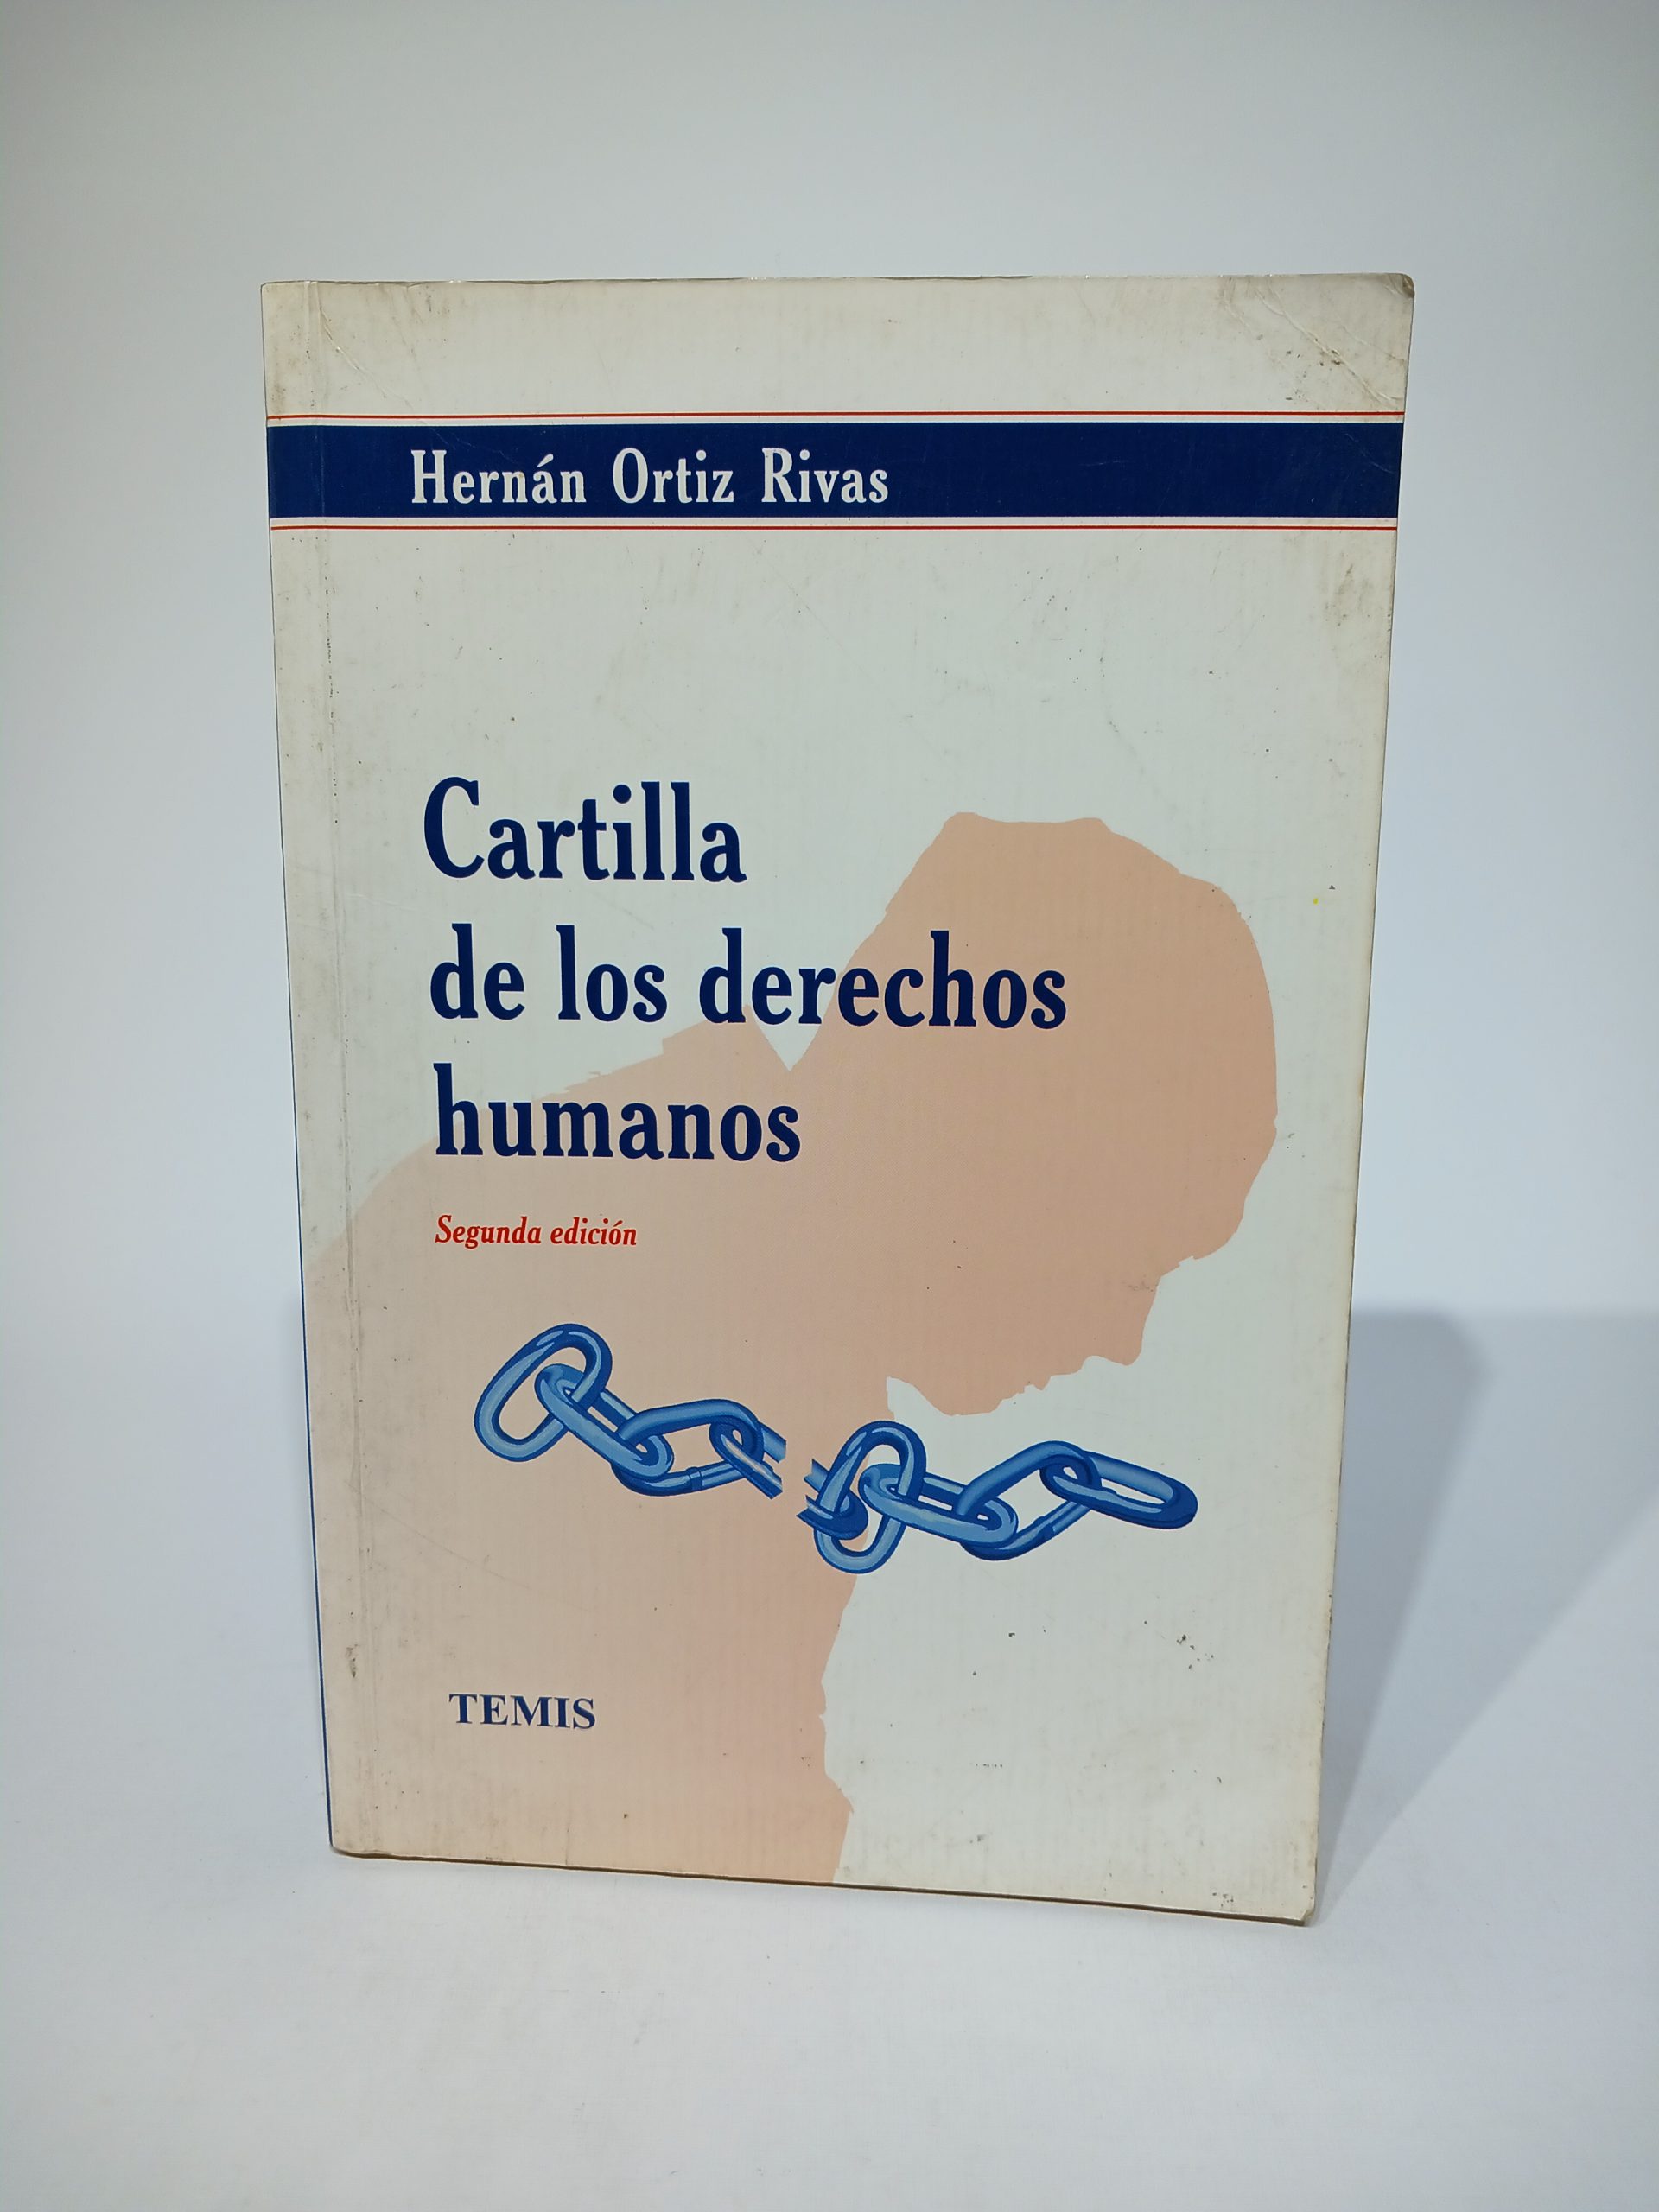 Hernán Ortiz Rivas
Cartilla
de los derechos
humanos
Segunda edición
TEMIS